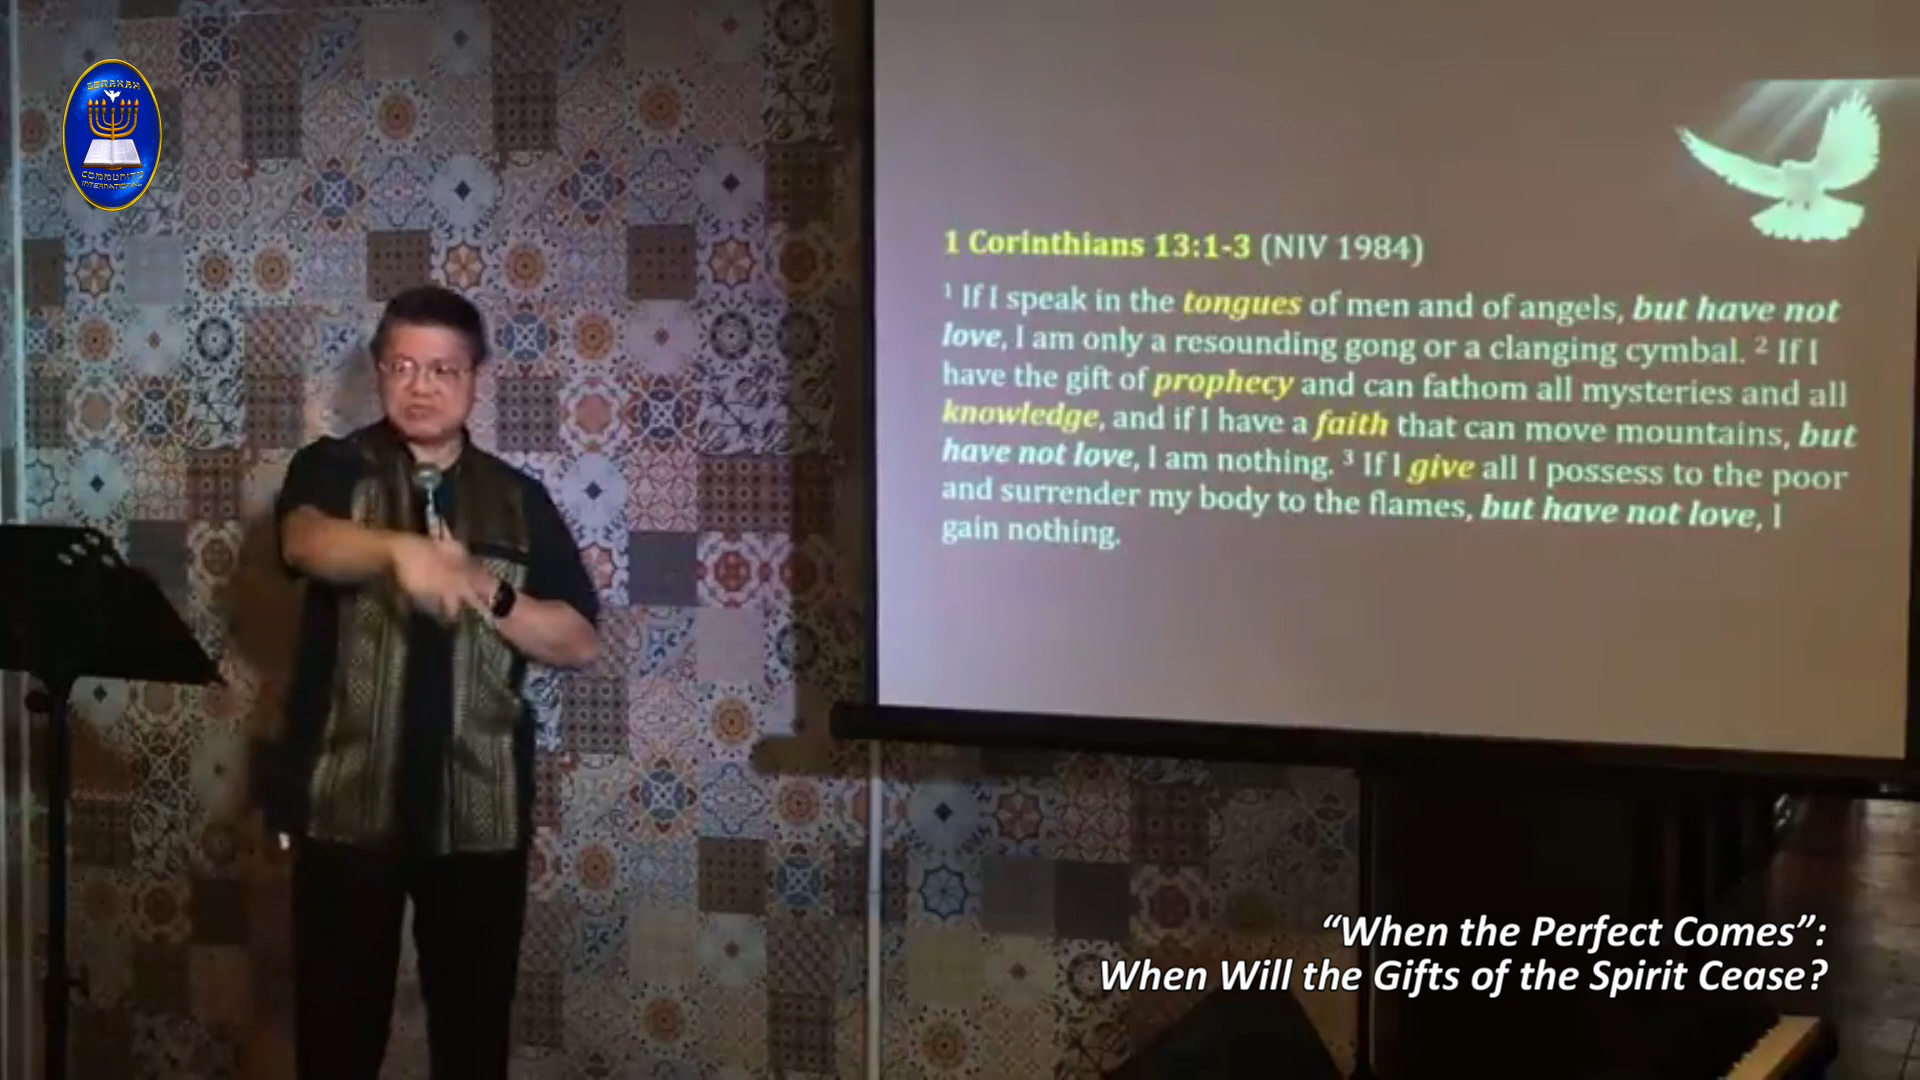 BERAKAH
COMMUNITY
INTERNATIONAL
1 Corinthians 13:1-3 (NIV 1984)
1 If I speak in the tongues of men and of angels, but have not
love, I am only a resounding gong or a clanging cymbal. 2 If I
have the gift of prophecy and can fathom all mysteries and all
knowledge, and if I have a faith that can move mountains, but
have not love, I am nothing. 3 If I give all I possess to the poor
and surrender my body to the flames, but have not love, I
gain nothing.
“When the Perfect Comes”:
When Will the Gifts of the Spirit Cease?